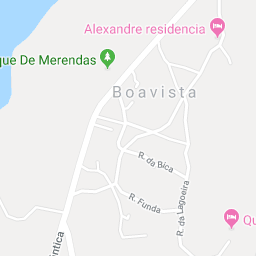 Alexandre residencia
que De Merendas
Boavista
R. da Bica
R. Funda
R. da Lagoeira
Qu
ntica